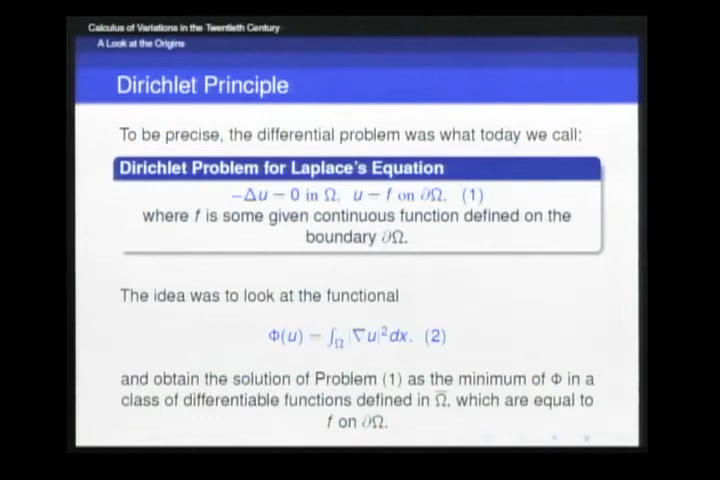 Calculus of Variations in the Twentieth Century
A Look at the Origins
Dirichlet Principle
To be precise, the differential problem was what today we call:
Dirichlet Problem for Laplace's Equation
−Δu = 0 in Ω, u = f on ∂Ω, (1)
where f is some given continuous function defined on the
boundary ∂Ω.
The idea was to look at the functional
Φ(u) = ∫_Ω |∇u|²dx. (2)
and obtain the solution of Problem (1) as the minimum of Φ in a
class of differentiable functions defined in Ω̅, which are equal to
f on ∂Ω.